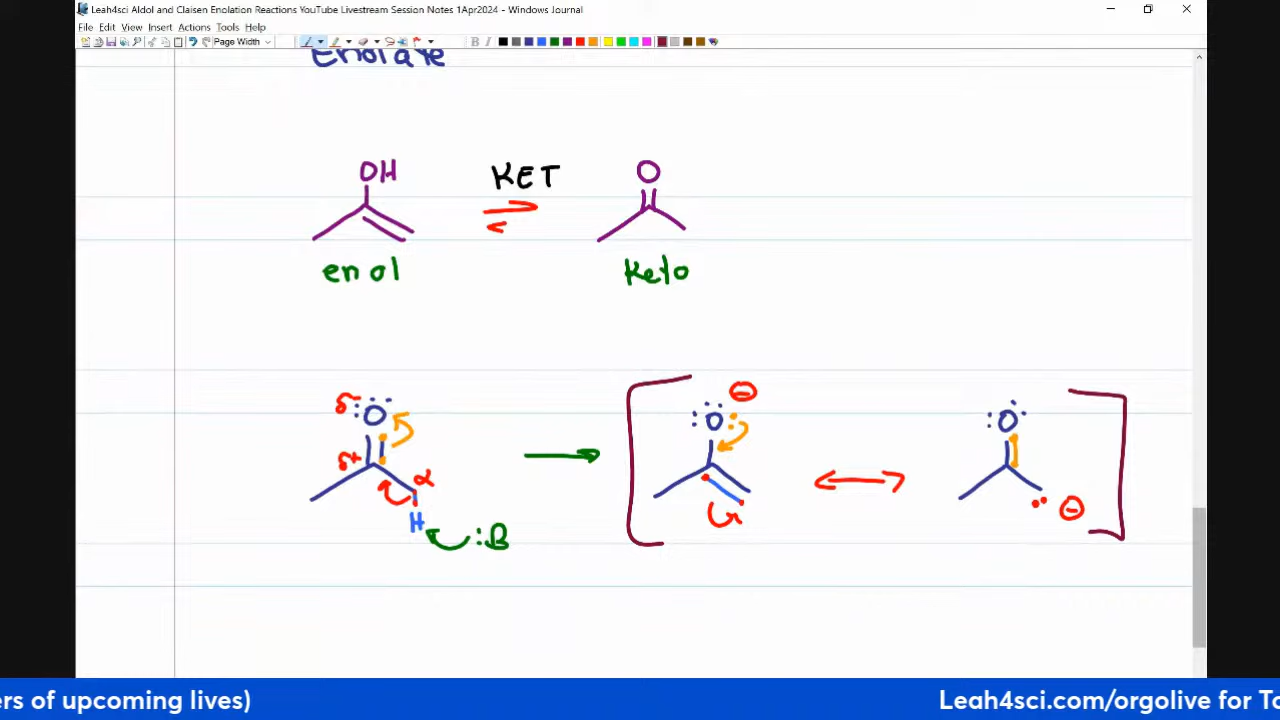 Leah4sci Aldol and Claisen Enolation Reactions YouTube Livestream Session Notes 1Apr2024 - Windows Journal
File Edit View Insert Actions Tools Help
Page Width
B I
Enolate
OH
KET
O
enol
Keto
δ- :O:
δ+
α
H
:B
:O: ⊖
:O:
⊖
ers of upcoming lives)
Leah4sci.com/orgolive for To